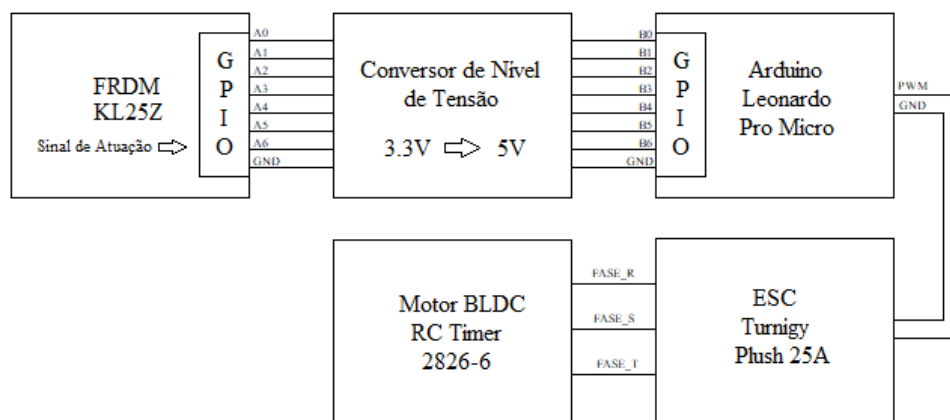 FRDM
KL25Z
Sinal de Atuação
GPIO
A0
A1
A2
A3
A4
A5
A6
GND
Conversor de Nível
de Tensão
3.3V
5V
B0
B1
B2
B3
B4
B5
B6
GND
GPIO
Arduino
Leonardo
Pro Micro
PWM
GND
Motor BLDC
RC Timer
2826-6
FASE_R
FASE_S
FASE_T
ESC
Turnigy
Plush 25A